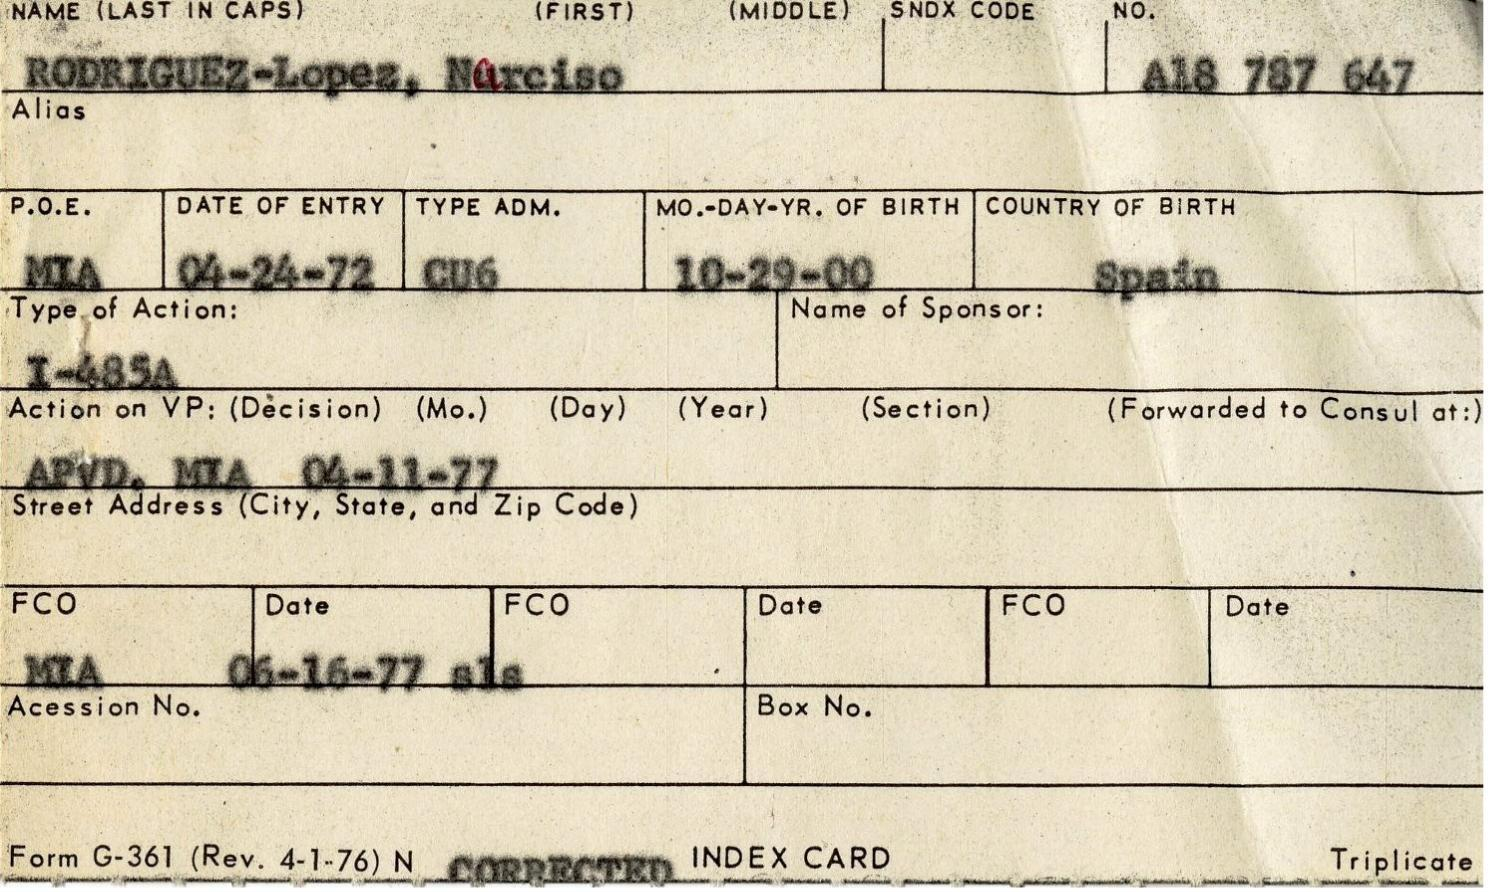 NAME (LAST IN CAPS) (FIRST) (MIDDLE) SNDX CODE NO.
RODRIGUEZ-Lopez, Narciso A18 787 647
Alias
P.O.E. DATE OF ENTRY TYPE ADM. MO.-DAY-YR. OF BIRTH COUNTRY OF BIRTH
MIA 04-24-72 CU6 10-29-00 Spain
Type of Action: Name of Sponsor:
I-485A
Action on VP: (Decision) (Mo.) (Day) (Year) (Section) (Forwarded to Consul at:)
APVD. MIA 04-11-77
Street Address (City, State, and Zip Code)
FCO Date FCO Date FCO Date
MIA 06-16-77 sls
Acession No. Box No.
Form G-361 (Rev. 4-1-76) N CORRECTED INDEX CARD Triplicate